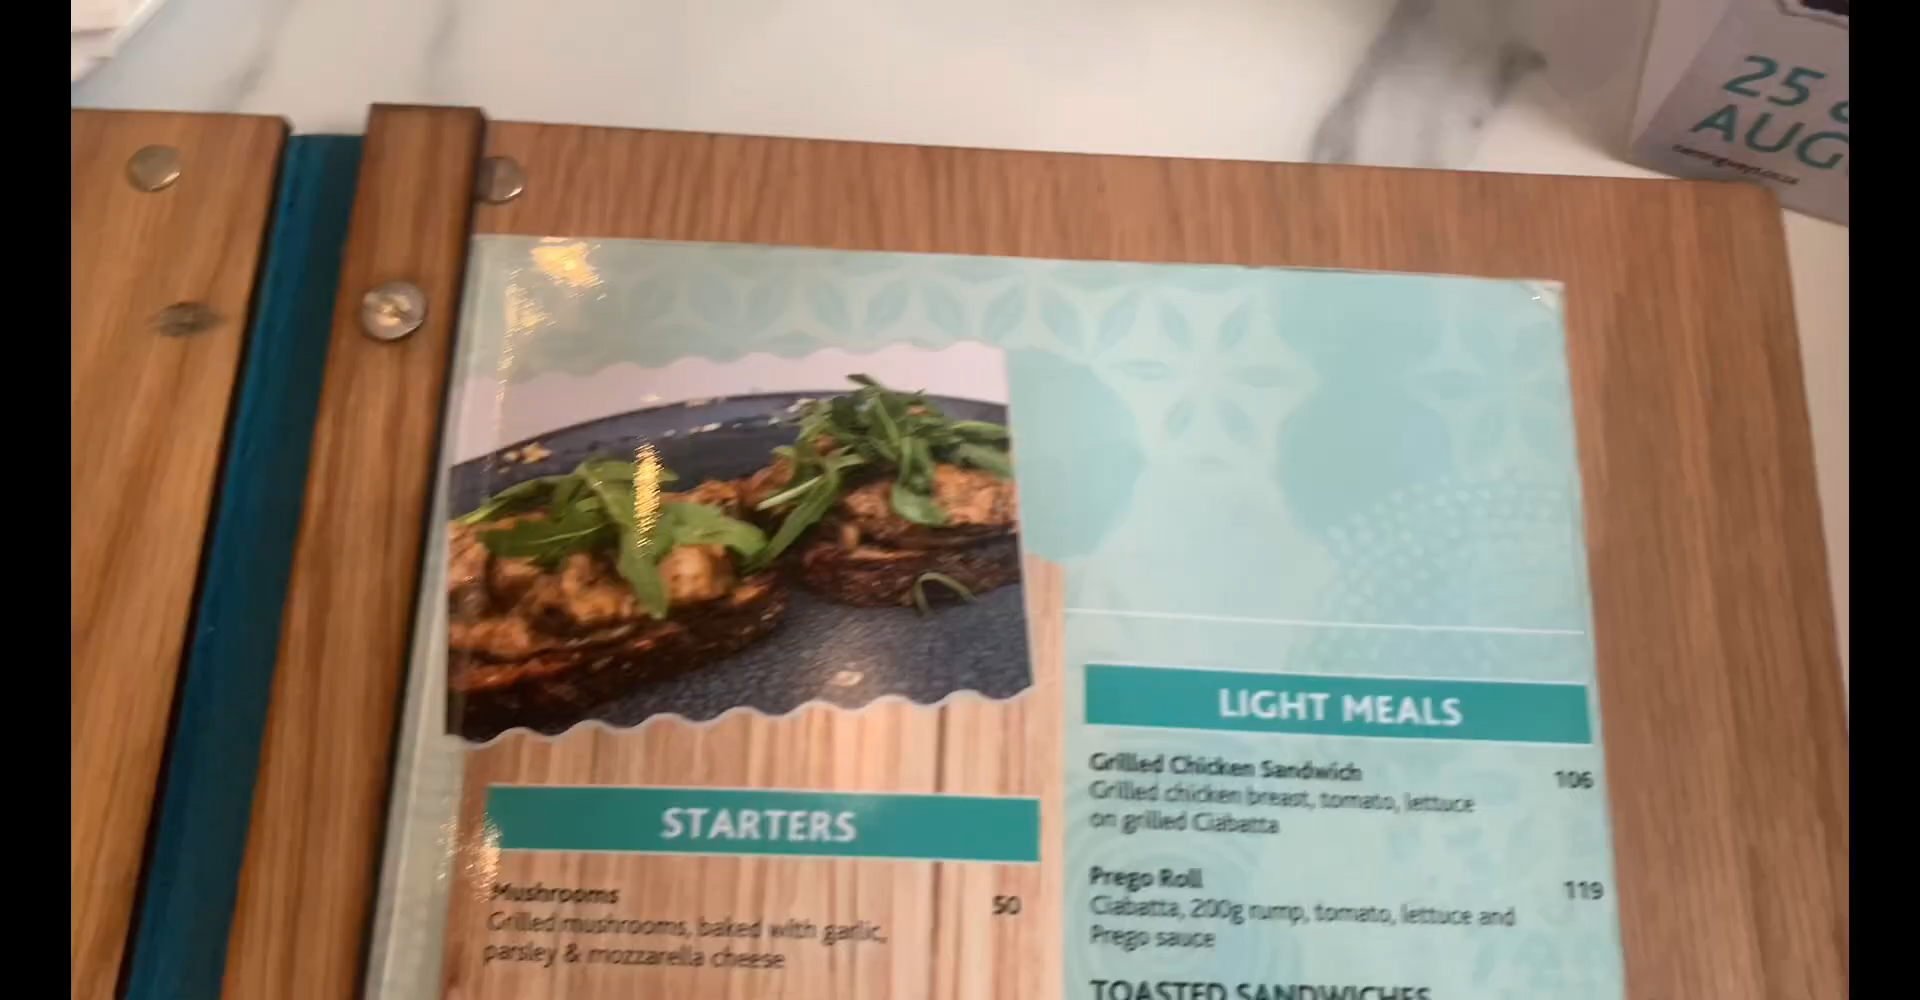 25 &
AUG
STARTERS
Mushrooms 50
Grilled mushrooms, baked with garlic,
parsley & mozzarella cheese
LIGHT MEALS
Grilled Chicken Sandwich 106
Grilled chicken breast, tomato, lettuce
on grilled Ciabatta
Prego Roll 119
Ciabatta, 200g rump, tomato, lettuce and
Prego sauce
TOASTED SANDWICHES